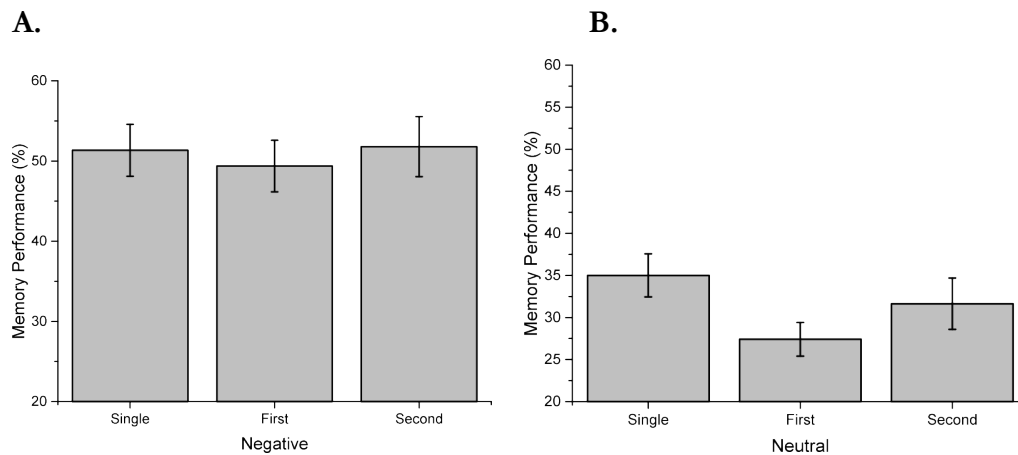 A.
B.
Memory Performance (%)
60
50
40
30
20
Single First Second
Negative
Memory Performance (%)
60
55
50
45
40
35
30
25
20
Single First Second
Neutral